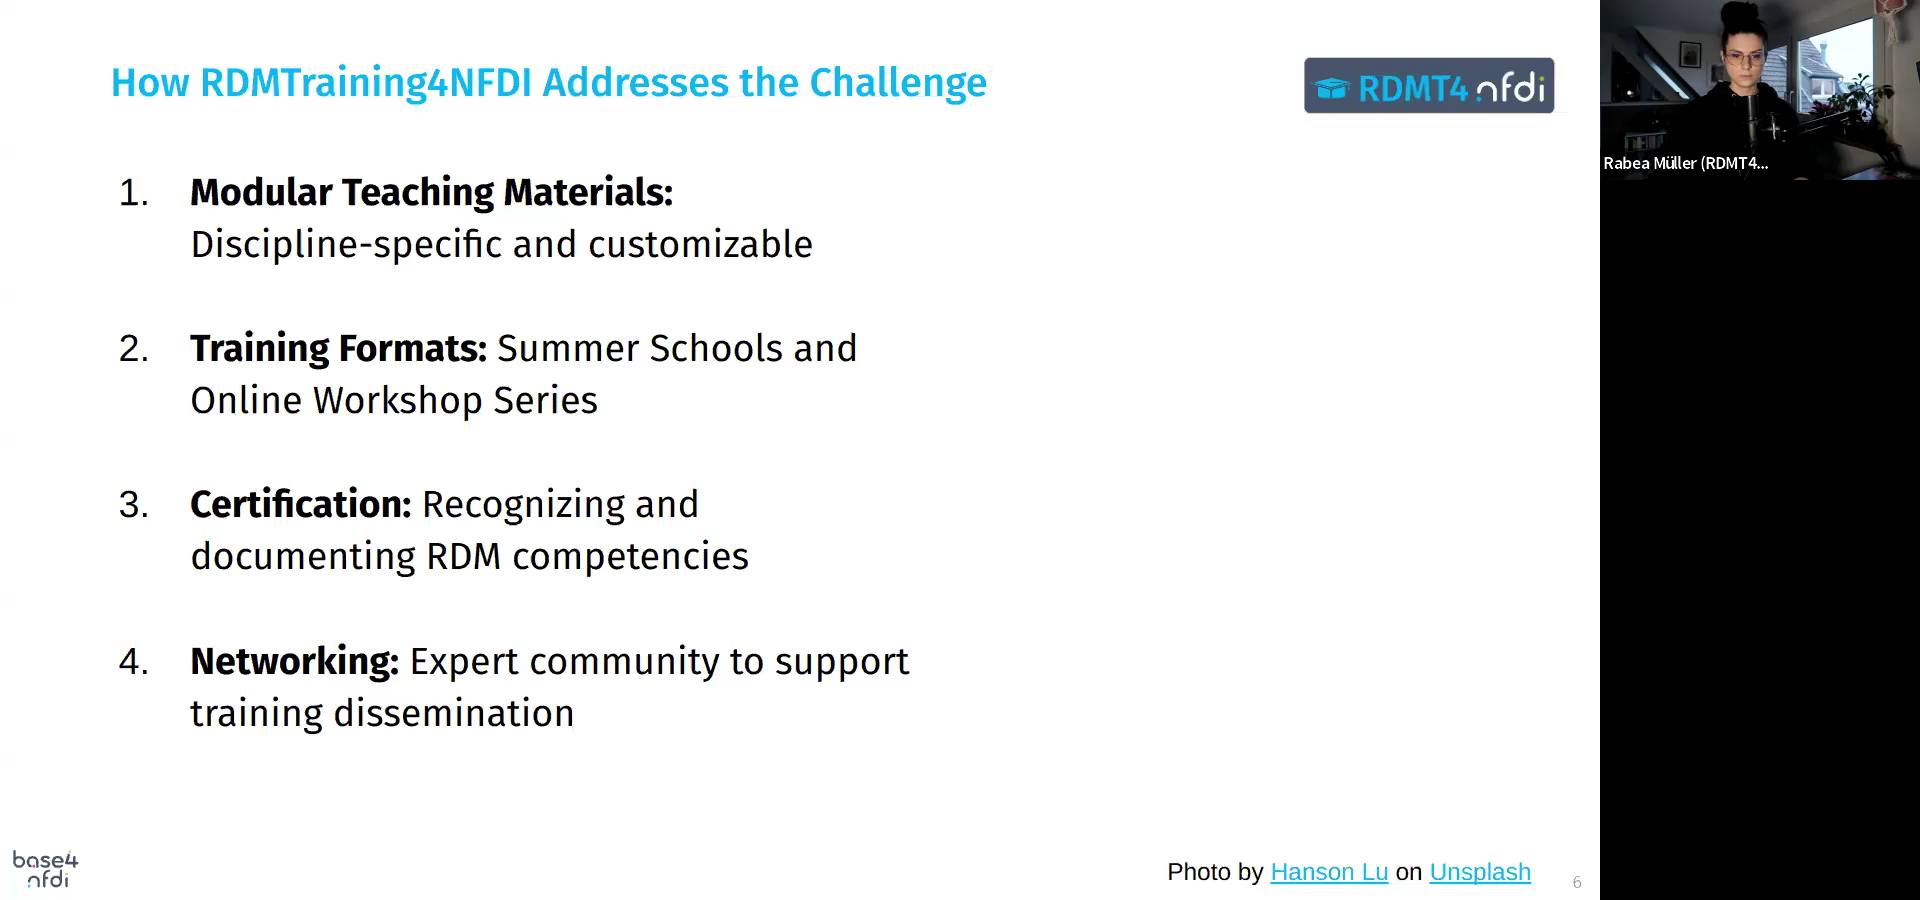 How RDMTraining4NFDI Addresses the Challenge
RDMT4 nfdi
Rabea Müller (RDMT4...
1. Modular Teaching Materials:
Discipline-specific and customizable
2. Training Formats: Summer Schools and
Online Workshop Series
3. Certification: Recognizing and
documenting RDM competencies
4. Networking: Expert community to support
training dissemination
base4
nfdi
Photo by Hanson Lu on Unsplash
6